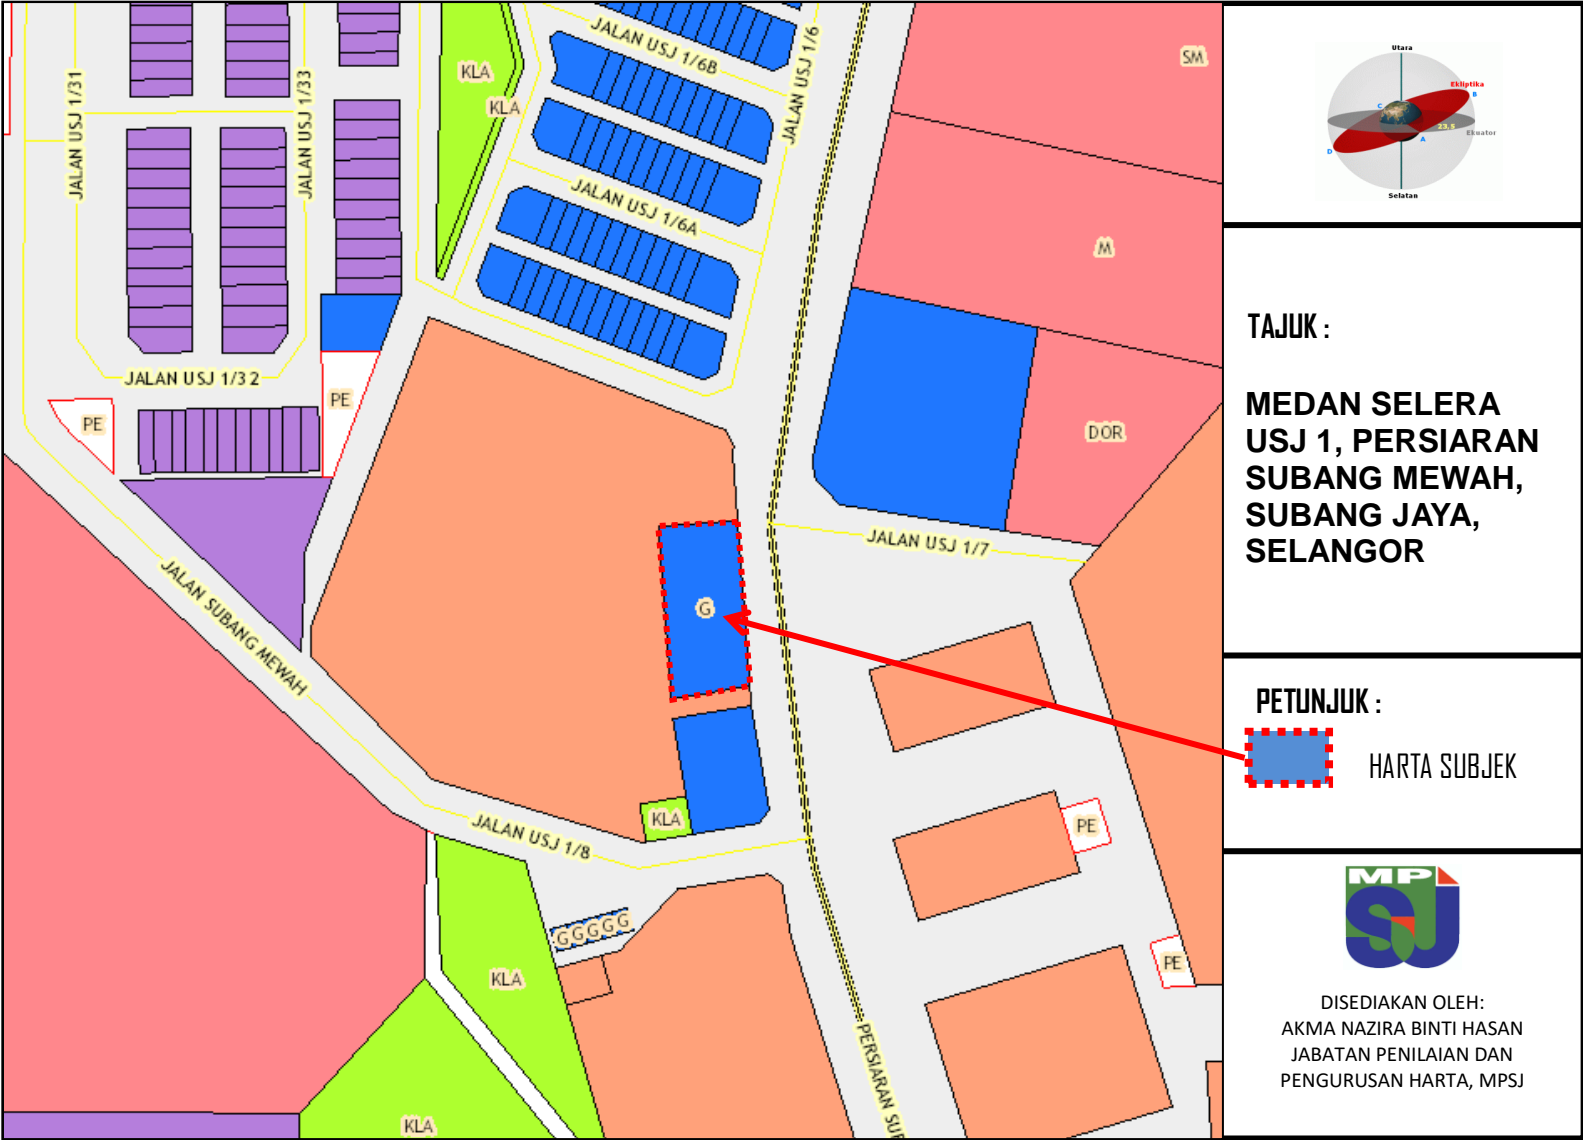 JALAN USJ 1/31
JALAN USJ 1/33
KLA
KLA
JALAN USJ 1/6B
JALAN USJ 1/6
JALAN USJ 1/6A
SM
M
DOR
JALAN USJ 1/32
PE
PE
JALAN USJ 1/7
G
JALAN SUBANG MEWAH
JALAN USJ 1/8
KLA
PE
G G G G G
KLA
PE
KLA
PERSIARAN SUB
Utara
Ekliptika
B
C
23.5
Ekuator
A
D
Selatan
TAJUK :
MEDAN SELERA
USJ 1, PERSIARAN
SUBANG MEWAH,
SUBANG JAYA,
SELANGOR
PETUNJUK :
HARTA SUBJEK
MP
SJ
DISEDIAKAN OLEH:
AKMA NAZIRA BINTI HASAN
JABATAN PENILAIAN DAN
PENGURUSAN HARTA, MPSJ